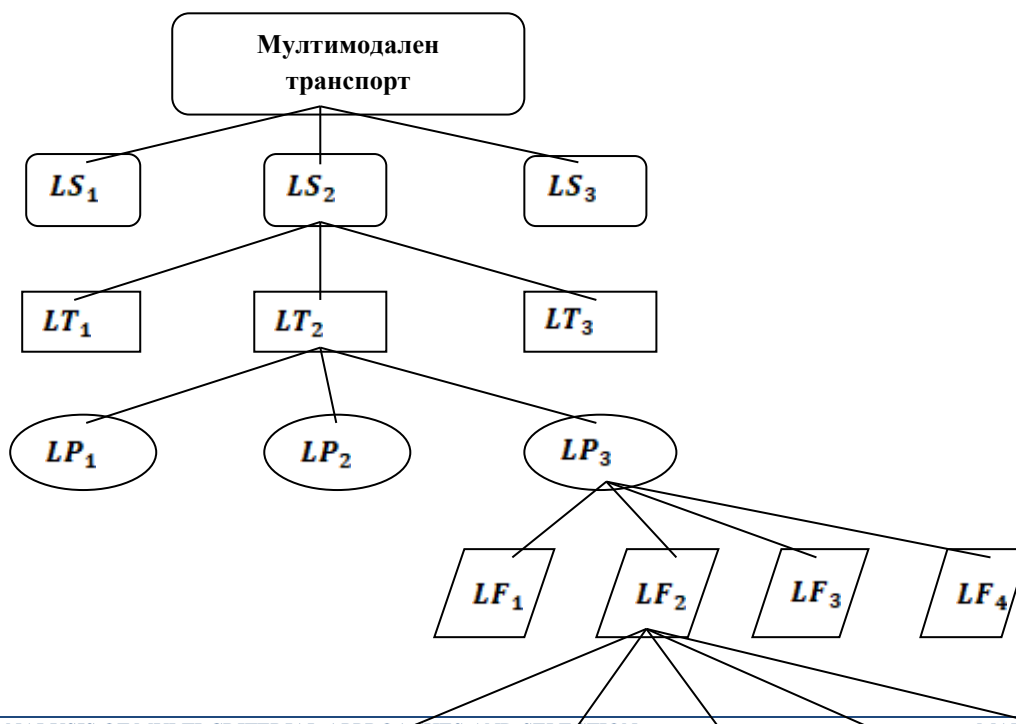 Мултимодален
транспорт
LS₁ LS₂ LS₃
LT₁ LT₂ LT₃
LP₁ LP₂ LP₃
LF₁ LF₂ LF₃ LF₄